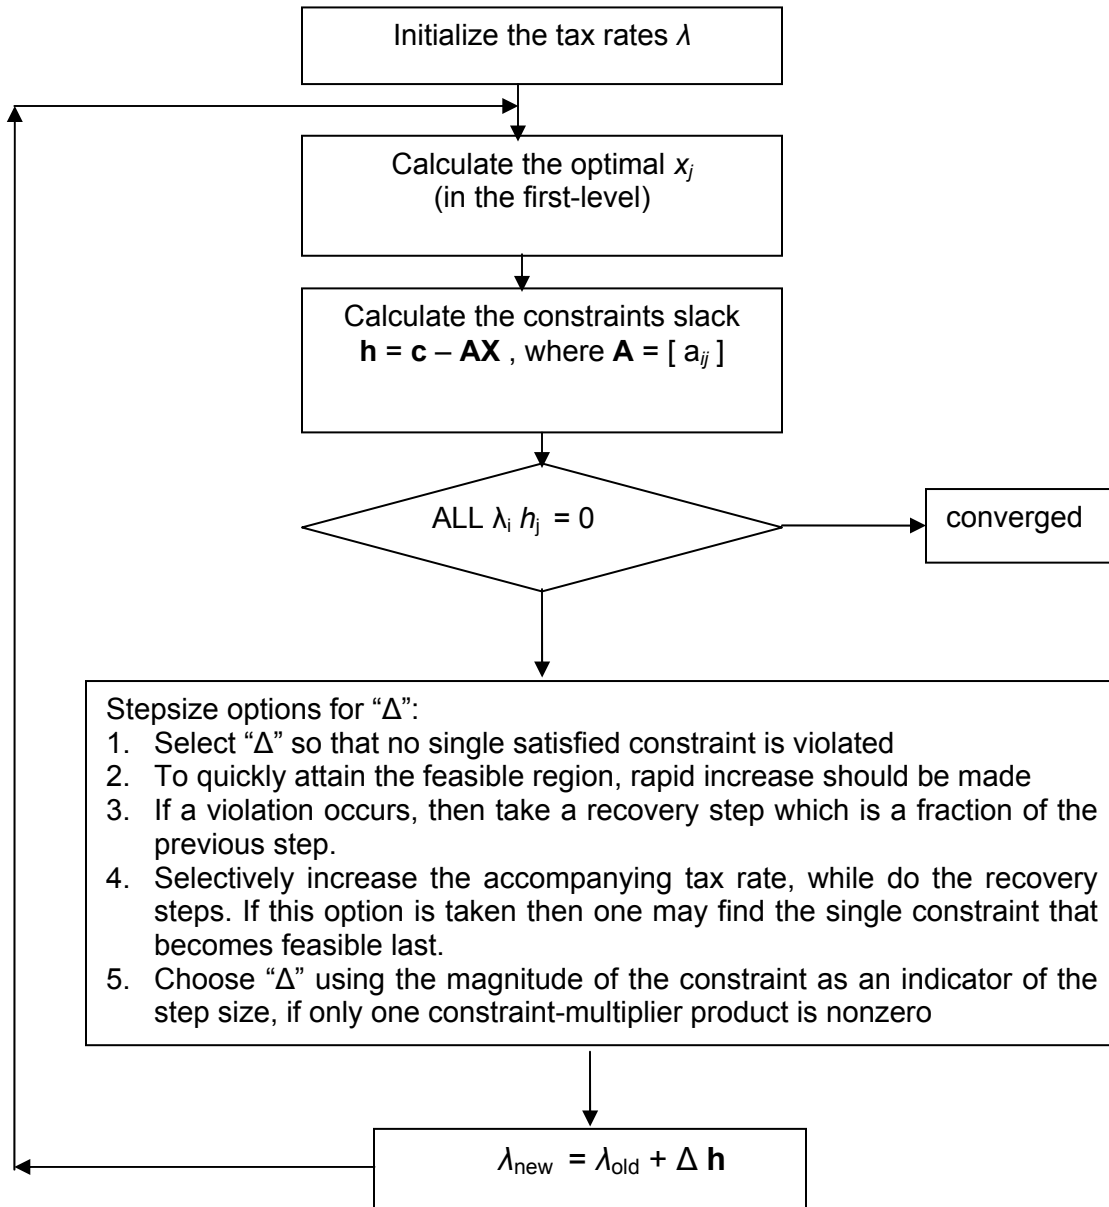 Initialize the tax rates λ
Calculate the optimal xj
(in the first-level)
Calculate the constraints slack
h = c – AX , where A = [ aij ]
ALL λi hj = 0
converged
Stepsize options for “Δ”:
1. Select “Δ” so that no single satisfied constraint is violated
2. To quickly attain the feasible region, rapid increase should be made
3. If a violation occurs, then take a recovery step which is a fraction of the
previous step.
4. Selectively increase the accompanying tax rate, while do the recovery
steps. If this option is taken then one may find the single constraint that
becomes feasible last.
5. Choose “Δ” using the magnitude of the constraint as an indicator of the
step size, if only one constraint-multiplier product is nonzero
λnew = λold + Δ h